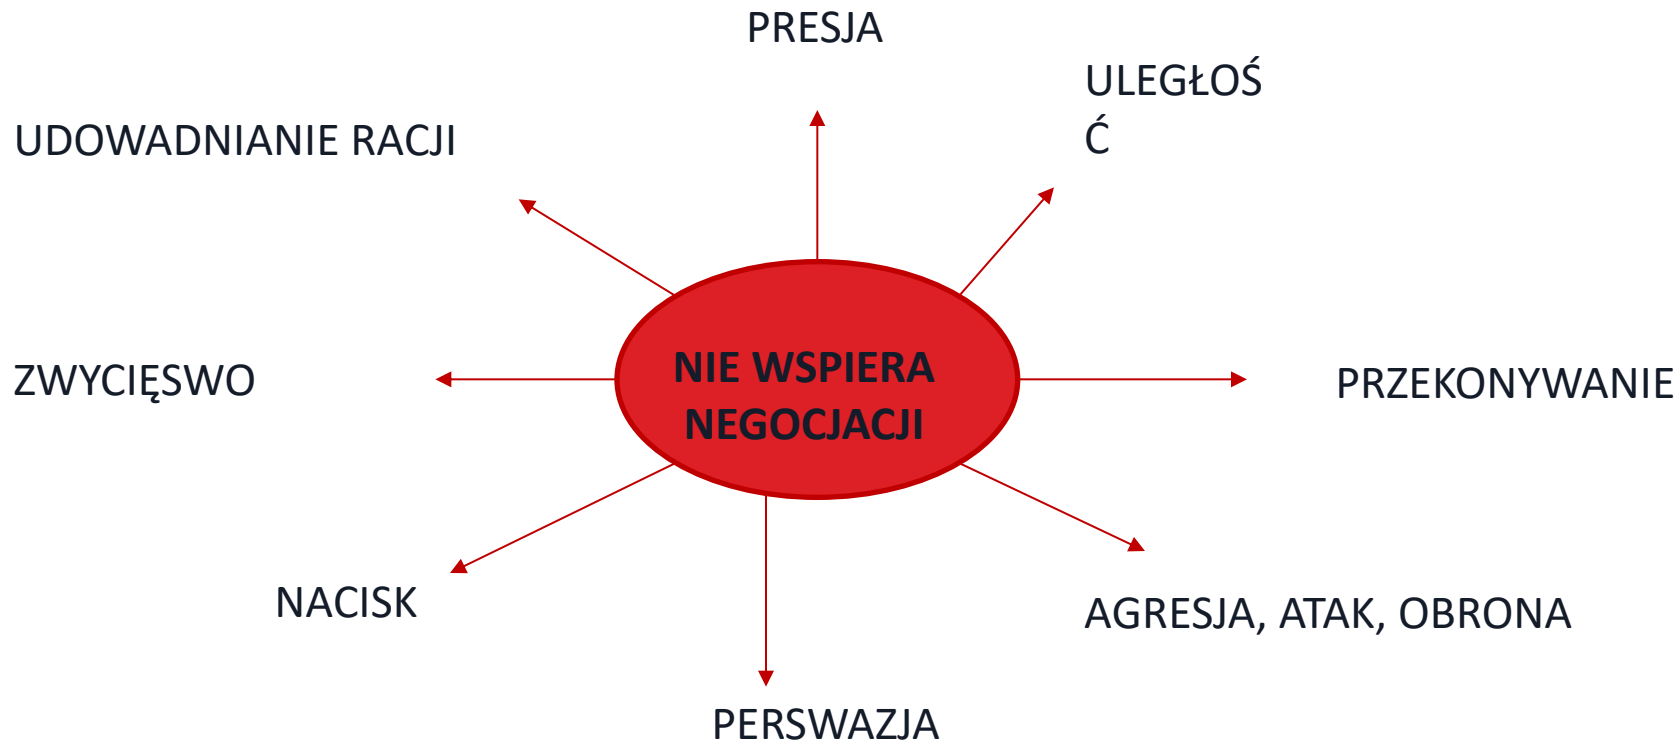 PRESJA
ULEGŁOŚ
Ć
UDOWADNIANIE RACJI
ZWYCIĘSWO
NIE WSPIERA
NEGOCJACJI
PRZEKONYWANIE
NACISK
AGRESJA, ATAK, OBRONA
PERSWAZJA